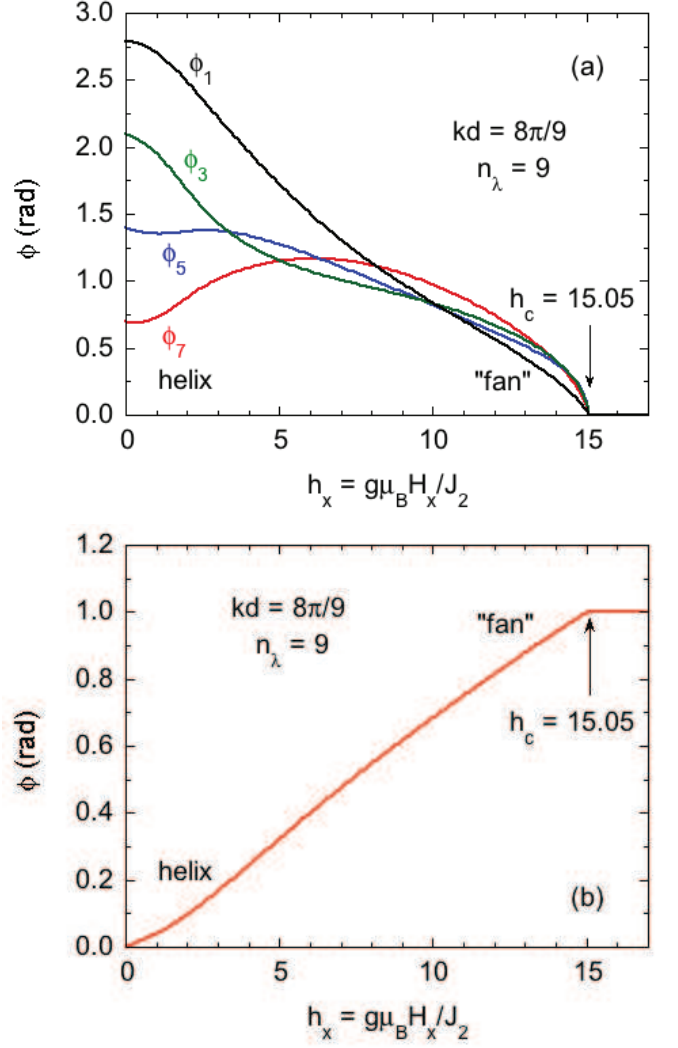 3.0
(a)
ϕ1
2.5
kd = 8π/9
nλ = 9
2.0
ϕ3
ϕ (rad)
1.5
ϕ5
1.0
hc = 15.05
ϕ7
0.5
helix
"fan"
0.0
0 5 10 15
hx = gμBHx/J2
1.2
kd = 8π/9
"fan"
nλ = 9
1.0
0.8
ϕ (rad)
hc = 15.05
0.6
0.4
helix
0.2
(b)
0.0
0 5 10 15
hx = gμBHx/J2